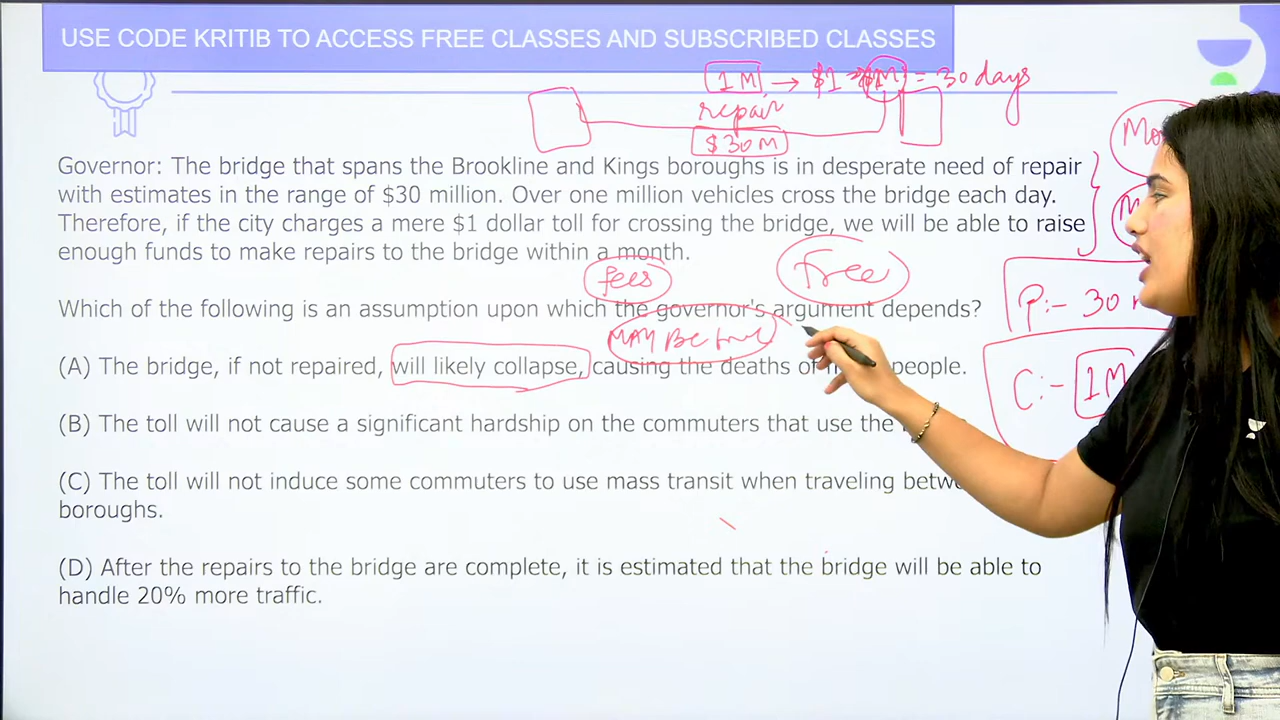 USE CODE KRITIB TO ACCESS FREE CLASSES AND SUBSCRIBED CLASSES
1M → $1 → $1M = 30 days
repair
$30M
Governor: The bridge that spans the Brookline and Kings boroughs is in desperate need of repair
with estimates in the range of $30 million. Over one million vehicles cross the bridge each day.
Therefore, if the city charges a mere $1 dollar toll for crossing the bridge, we will be able to raise
enough funds to make repairs to the bridge within a month.
fees
Free
Which of the following is an assumption upon which the governor's argument depends?
P:- 30
MAY Be true
(A) The bridge, if not repaired, will likely collapse, causing the deaths of people.
C:- 1M
(B) The toll will not cause a significant hardship on the commuters that use the
(C) The toll will not induce some commuters to use mass transit when traveling
boroughs.
(D) After the repairs to the bridge are complete, it is estimated that the bridge will be able to
handle 20% more traffic.